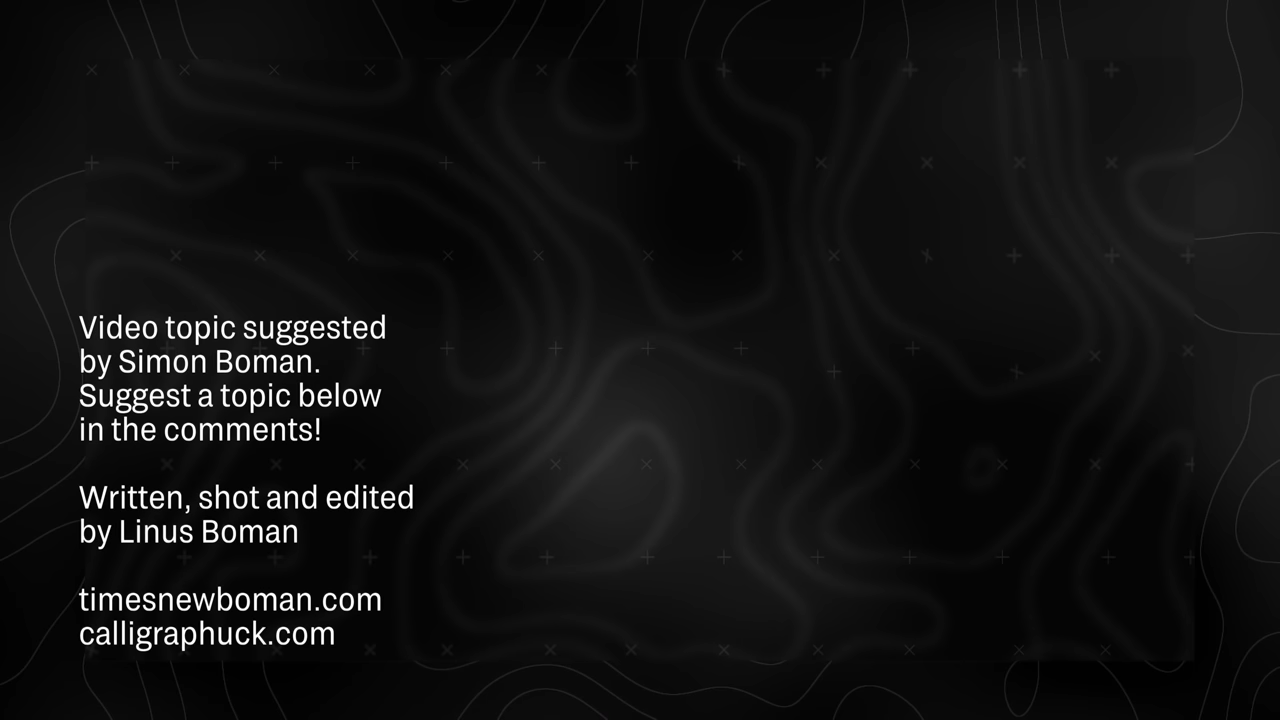 Video topic suggested
by Simon Boman.
Suggest a topic below
in the comments!
Written, shot and edited
by Linus Boman
timesnewboman.com
calligraphuck.com